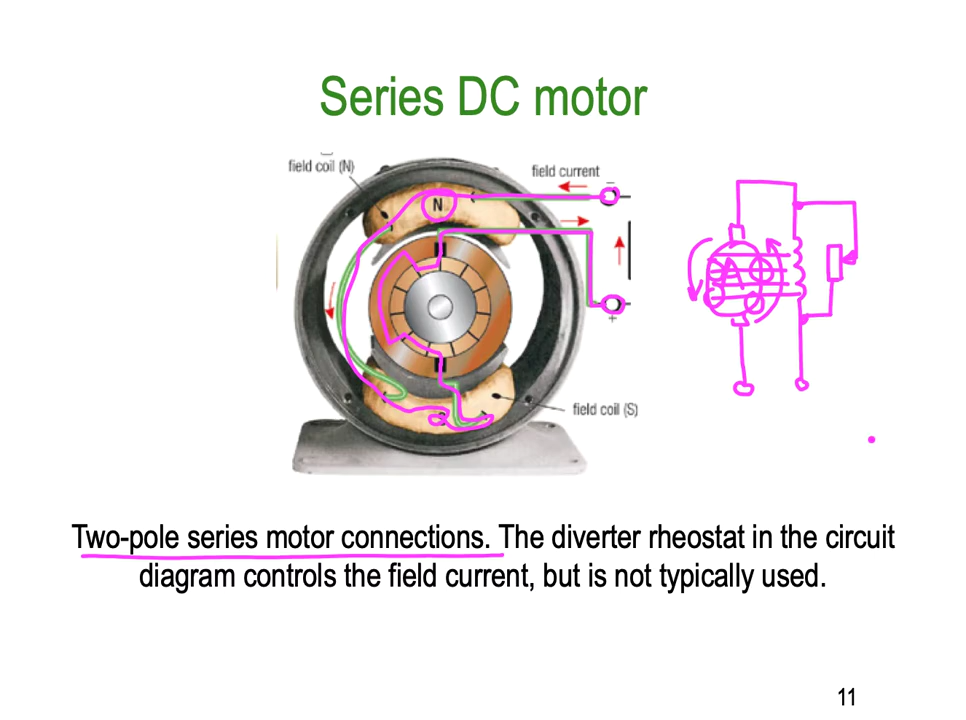 Series DC motor
field coil (N)
field current
−
N
+
A
field coil (S)
Two-pole series motor connections. The diverter rheostat in the circuit
diagram controls the field current, but is not typically used.
11